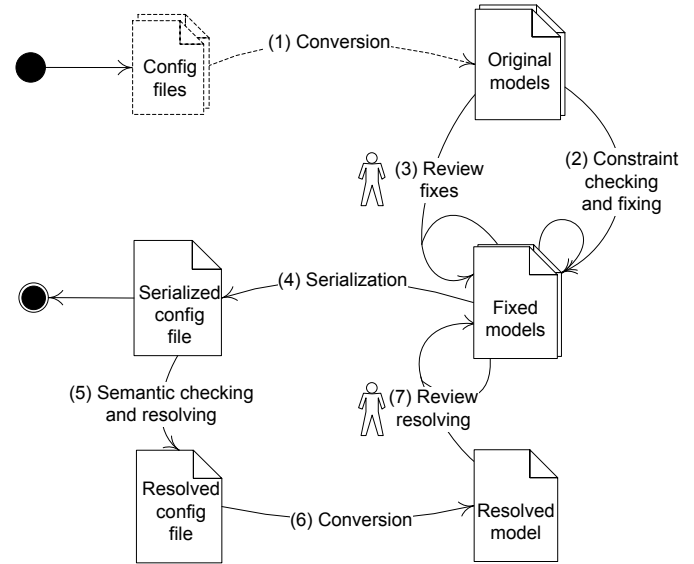 (1) Conversion
Config
files
Original
models
(3) Review
fixes
(2) Constraint
checking
and fixing
Serialized
config
file
(4) Serialization
Fixed
models
(5) Semantic checking
and resolving
(7) Review
resolving
Resolved
config
file
(6) Conversion
Resolved
model